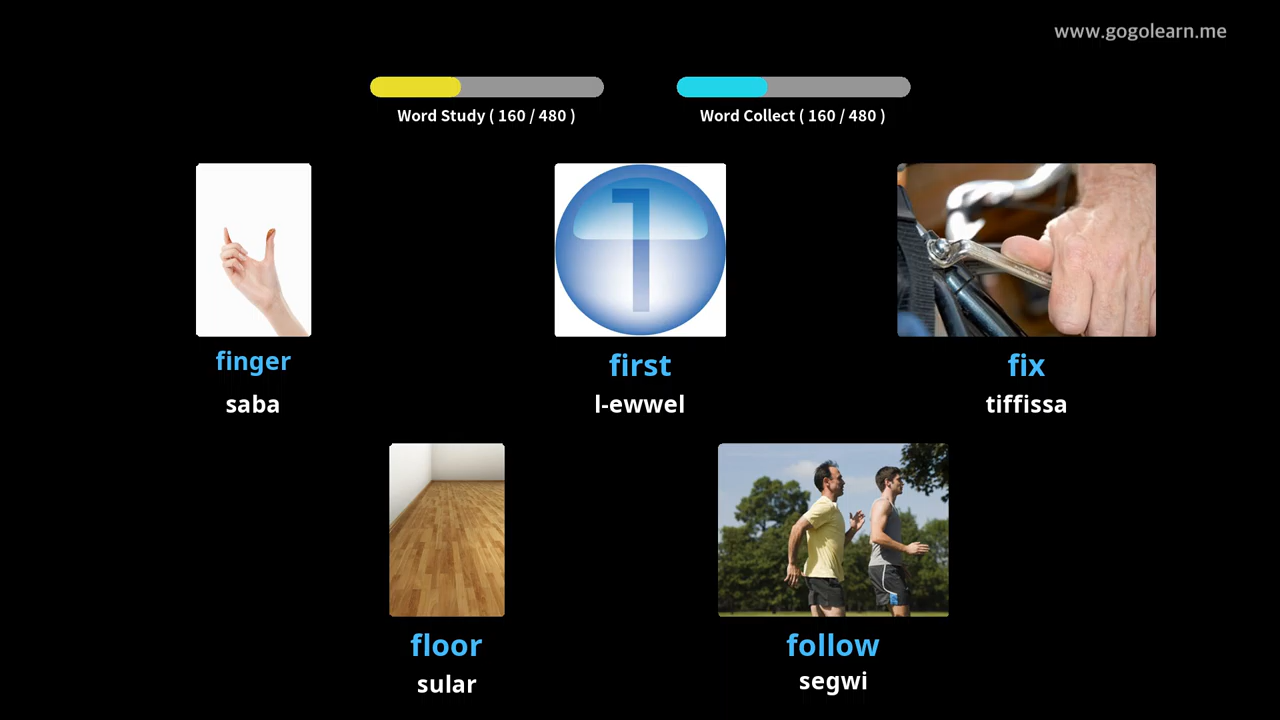 www.gogolearn.me
Word Study ( 160 / 480 )
Word Collect ( 160 / 480 )
1
finger
saba
first
l-ewwel
fix
tiffissa
floor
sular
follow
segwi